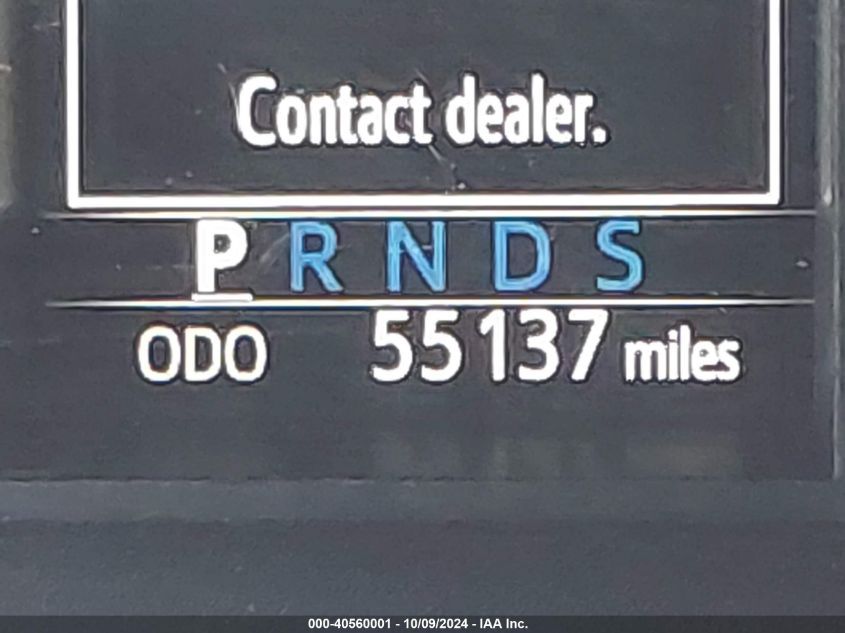 Contact dealer.
P R N D S
ODO 55137 miles
000-40560001 - 10/09/2024 - IAA Inc.